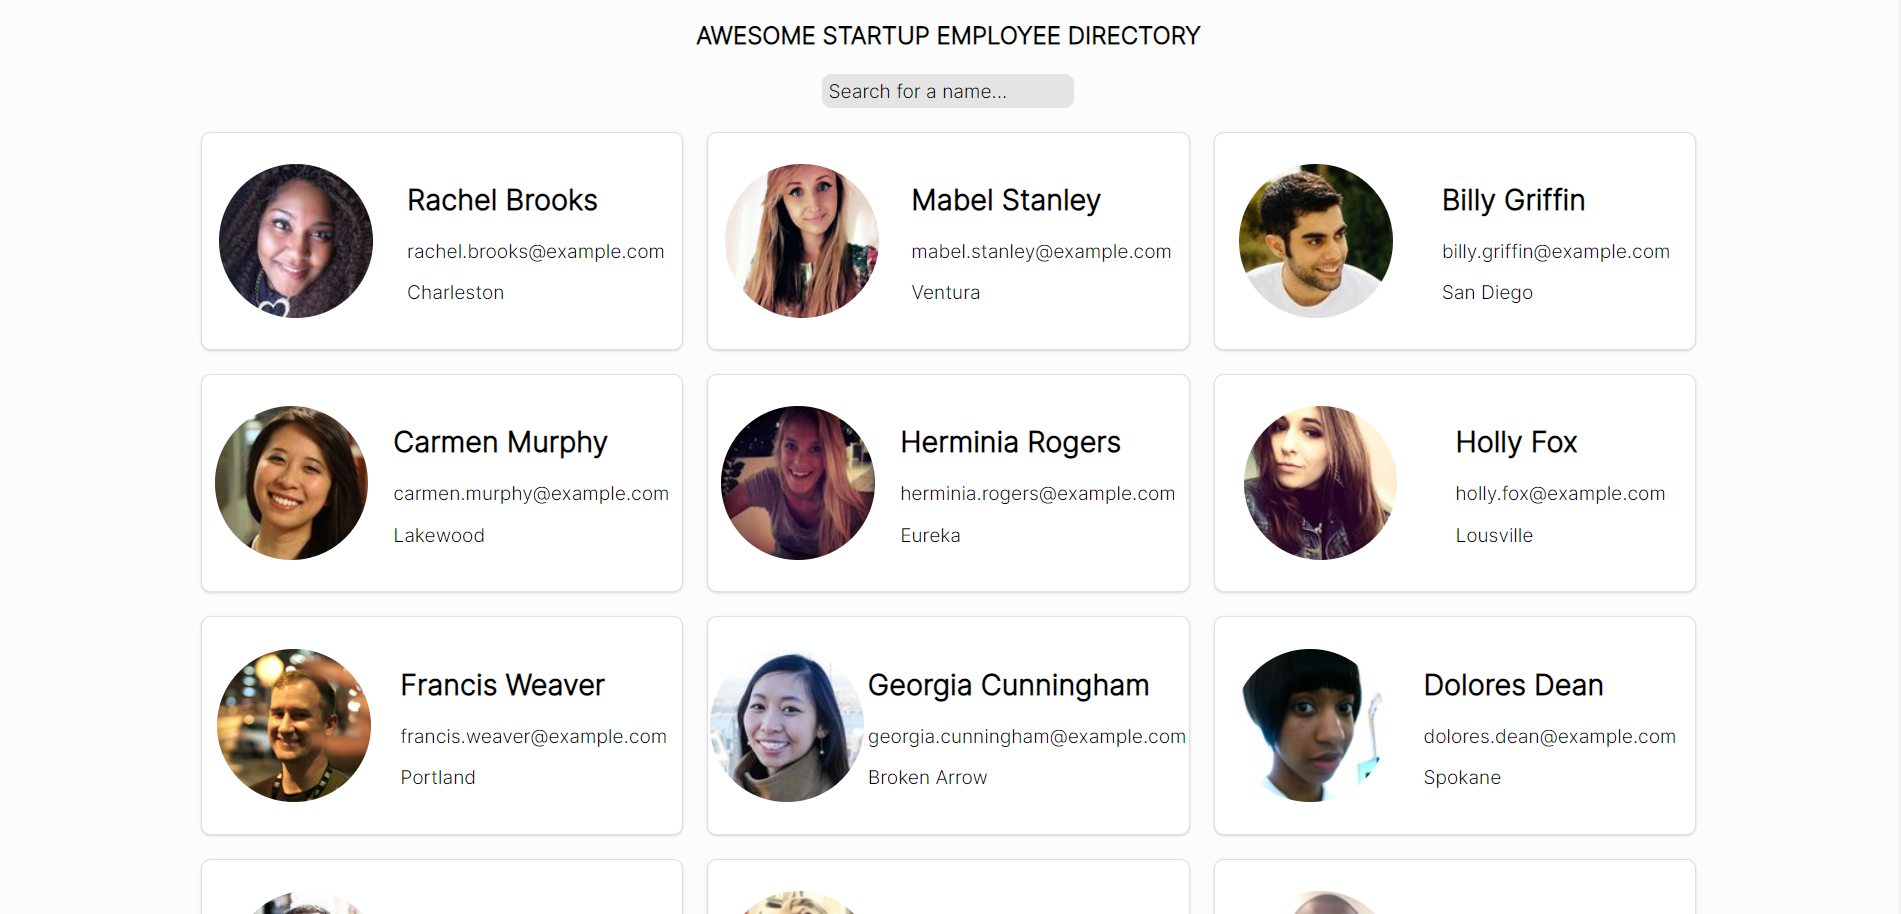 AWESOME STARTUP EMPLOYEE DIRECTORY
Search for a name...
Rachel Brooks
rachel.brooks@example.com
Charleston
Mabel Stanley
mabel.stanley@example.com
Ventura
Billy Griffin
billy.griffin@example.com
San Diego
Carmen Murphy
carmen.murphy@example.com
Lakewood
Herminia Rogers
herminia.rogers@example.com
Eureka
Holly Fox
holly.fox@example.com
Lousville
Francis Weaver
francis.weaver@example.com
Portland
Georgia Cunningham
georgia.cunningham@example.com
Broken Arrow
Dolores Dean
dolores.dean@example.com
Spokane